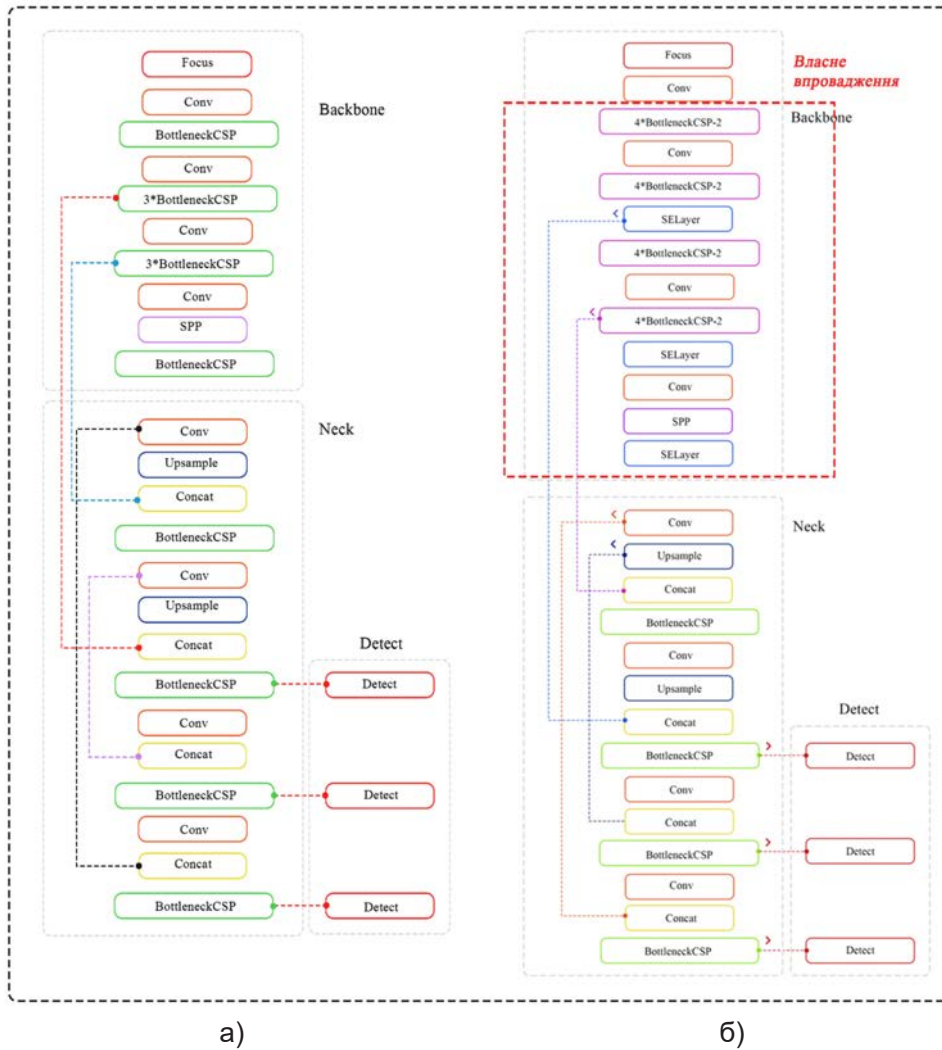 Focus
Conv
BottleneckCSP
Conv
3*BottleneckCSP
Conv
3*BottleneckCSP
Conv
SPP
BottleneckCSP
Backbone
Conv
Upsample
Concat
BottleneckCSP
Conv
Upsample
Concat
BottleneckCSP
Conv
Concat
BottleneckCSP
Conv
Concat
BottleneckCSP
Neck
Detect
Detect
Detect
Detect
а)
Focus
Conv
4*BottleneckCSP-2
Conv
4*BottleneckCSP-2
SELayer
4*BottleneckCSP-2
Conv
4*BottleneckCSP-2
SELayer
Conv
SPP
SELayer
Власне
впровадження
Backbone
Conv
Upsample
Concat
BottleneckCSP
Conv
Upsample
Concat
BottleneckCSP
Conv
Concat
BottleneckCSP
Conv
Concat
BottleneckCSP
Neck
Detect
Detect
Detect
Detect
б)